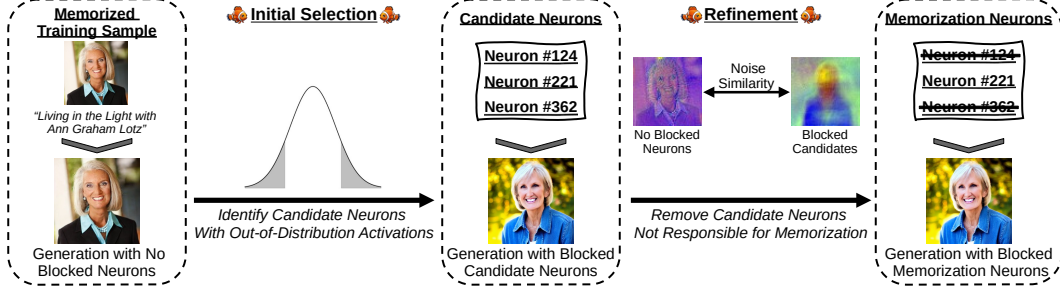 Memorized
Training Sample
"Living in the Light with
Ann Graham Lotz"
Generation with No
Blocked Neurons
Initial Selection
Identify Candidate Neurons
With Out-of-Distribution Activations
Candidate Neurons
Neuron #124
Neuron #221
Neuron #362
Generation with Blocked
Candidate Neurons
Refinement
Noise
Similarity
No Blocked
Neurons
Blocked
Candidates
Remove Candidate Neurons
Not Responsible for Memorization
Memorization Neurons
Neuron #124
Neuron #221
Neuron #362
Generation with Blocked
Memorization Neurons